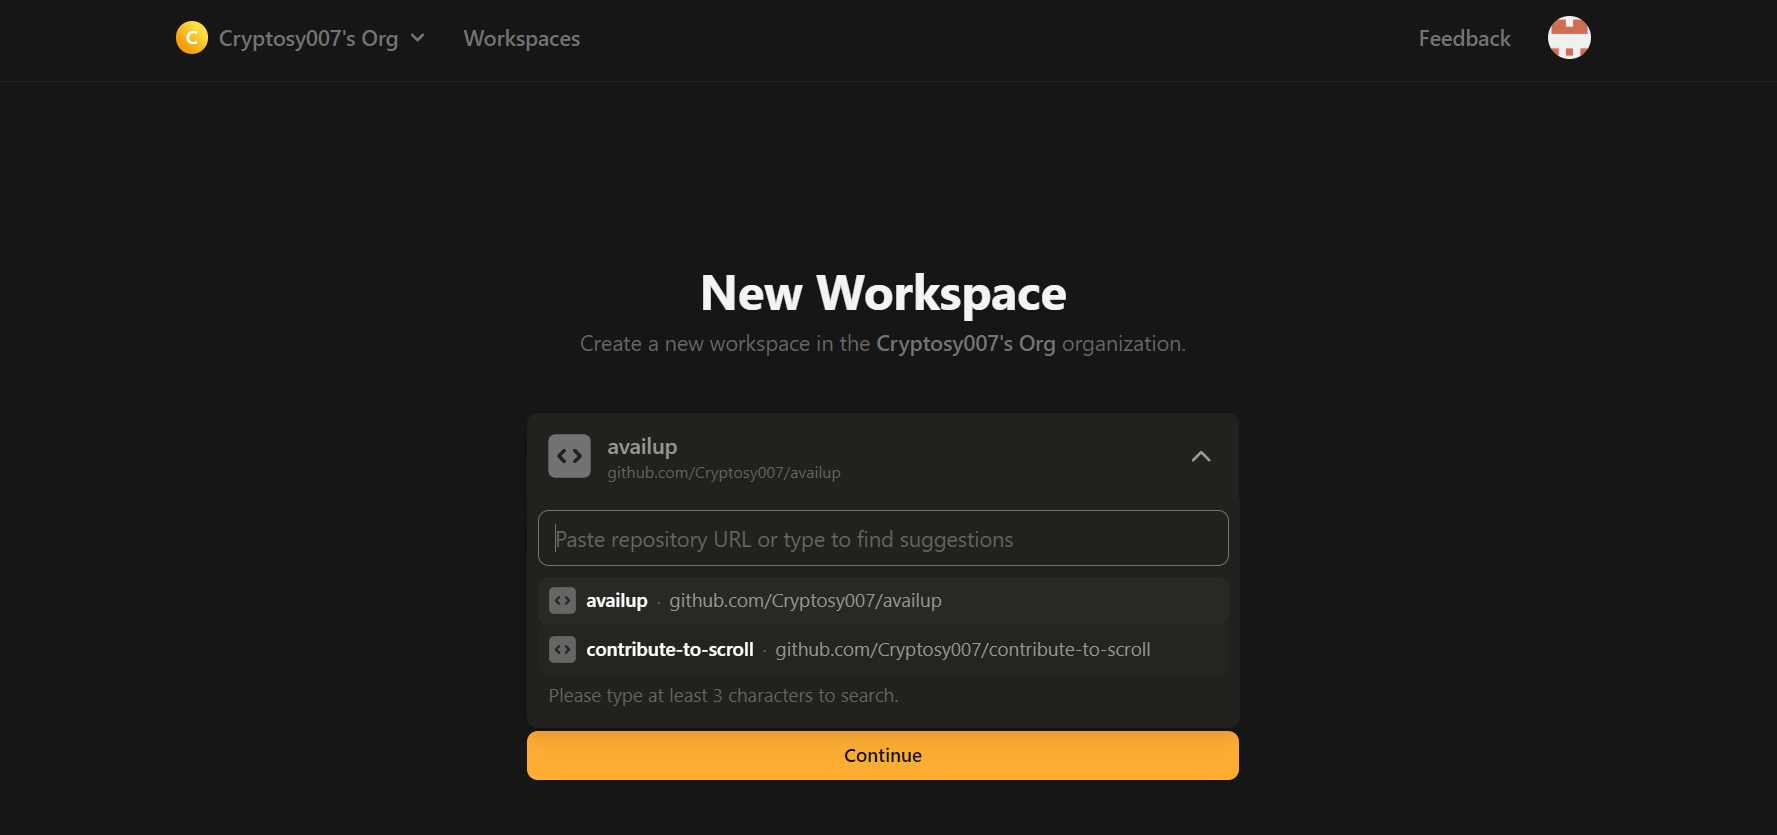 C Cryptosy007's Org Workspaces Feedback
New Workspace
Create a new workspace in the Cryptosy007's Org organization.
availup
github.com/Cryptosy007/availup
Paste repository URL or type to find suggestions
availup · github.com/Cryptosy007/availup
contribute-to-scroll · github.com/Cryptosy007/contribute-to-scroll
Please type at least 3 characters to search.
Continue